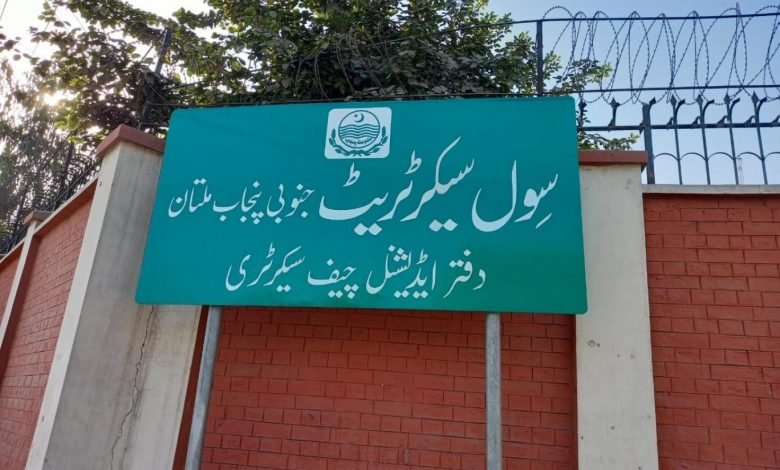 سِول سیکرٹریٹ جنوبی پنجاب ملتان
دفتر ایڈیشنل چیف سیکرٹری